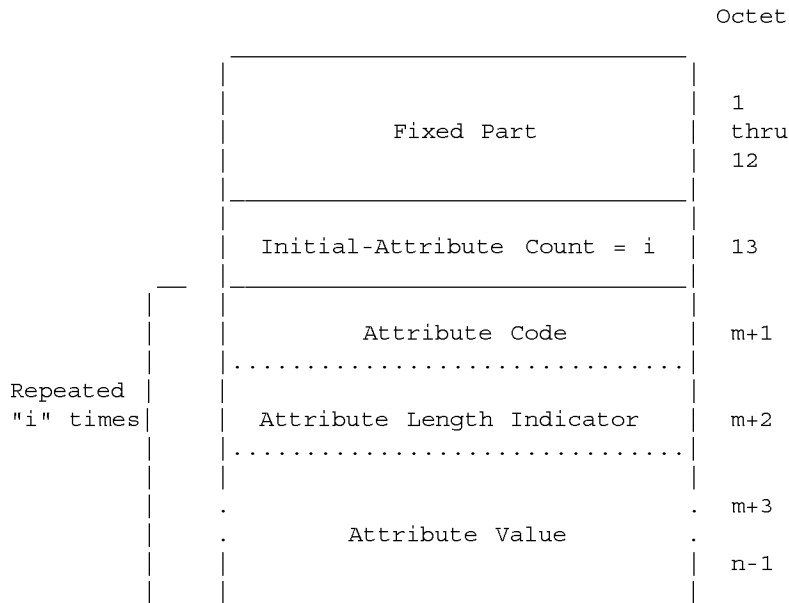 Octet
1
Fixed Part thru
12
Initial-Attribute Count = i 13
Attribute Code m+1
Repeated
"i" times Attribute Length Indicator m+2
m+3
Attribute Value
n-1